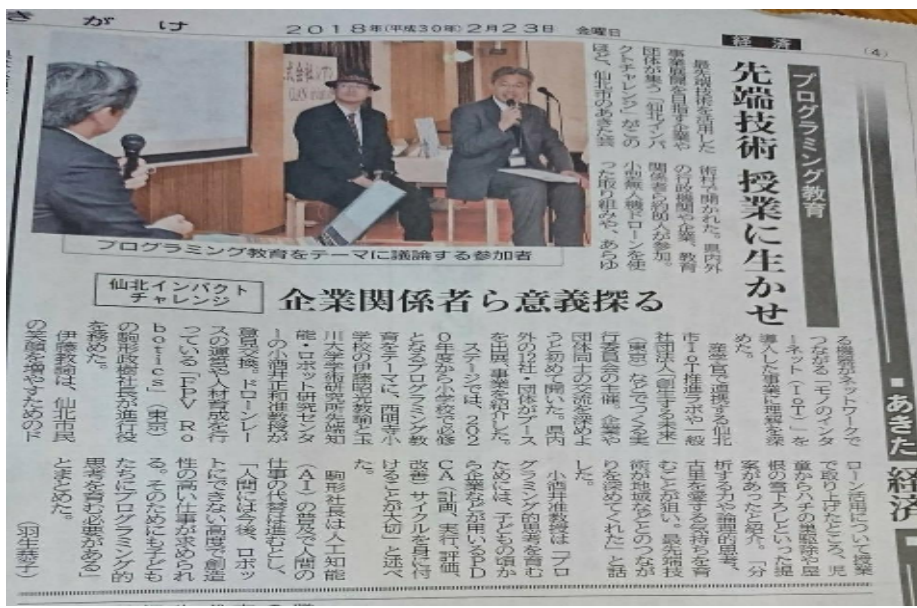 きがけ
2018年(平成30年)2月23日 金曜日
経済
(4)
プログラミング教育
先端技術 授業に生かせ
最先端技術を活用した
事業展開を目指す企業や
団体が集う「仙北インパ
クトチャレンジ」がこの
ほど、仙北市のあきた芸
術村で開かれた。県内外
の行政機関や企業、教育
関係者ら約80人が参加。
小型無人機ドローンを使
った取り組みや、あらゆ
プログラミング教育をテーマに議論する参加者
仙北インパクト
チャレンジ
企業関係者ら意義探る
る機器がネットワークで
つながる「モノのインタ
ーネット(IoT)」を
導入した事業に理解を深
めた。
産学官で連携する仙北
市IoT推進ラボや一般
社団法人「創生する未来」
(東京)などでつくる実
行委員会の主催。企業や
団体同士の交流を深めよ
うと初めて開いた。県内
外の12社・団体がブース
を出展、事業を紹介した。
ステージでは、202
0年度から小学校で必修
となるプログラミング教
育をテーマに、西明寺小
学校の伊藤昭光教諭と玉
川大学学術研究所先端知
能・ロボット研究センタ
ーの小酒井正和准教授が
意見交換。ドローンレー
スの運営や人材育成を行
っている「FPV Ro
botics」(東京)
の駒形政樹社長が進行役
を務めた。
伊藤教諭は、仙北市民
の笑顔を増やすためのド
ローン活用について授業
で取り上げたところ、児
童からハチの巣駆除や屋
根の雪下ろしといった提
案があったと紹介。「分
析する力や論理的思考、
古里を愛する気持ちを育
むことが狙い。最先端技
術が地域などとのつなが
りを深めてくれた」と話
した。
小酒井准教授は「プロ
グラミング的思考を育む
ためには、子どもの頃か
ら企業などが用いるPD
CA(計画、実行、評価、
改善)サイクルを身に付
けることが大切」と述べ
た。
駒形社長は人工知能
(AI)の普及で人間の
仕事の代替は進むとし、
「人間には今後、ロボッ
トにできない高度で創造
性の高い仕事が求められ
る。そのためにも子ども
たちにプログラミング的
思考を育む必要がある」
とまとめた。
(羽生恭子)
あきた 経済